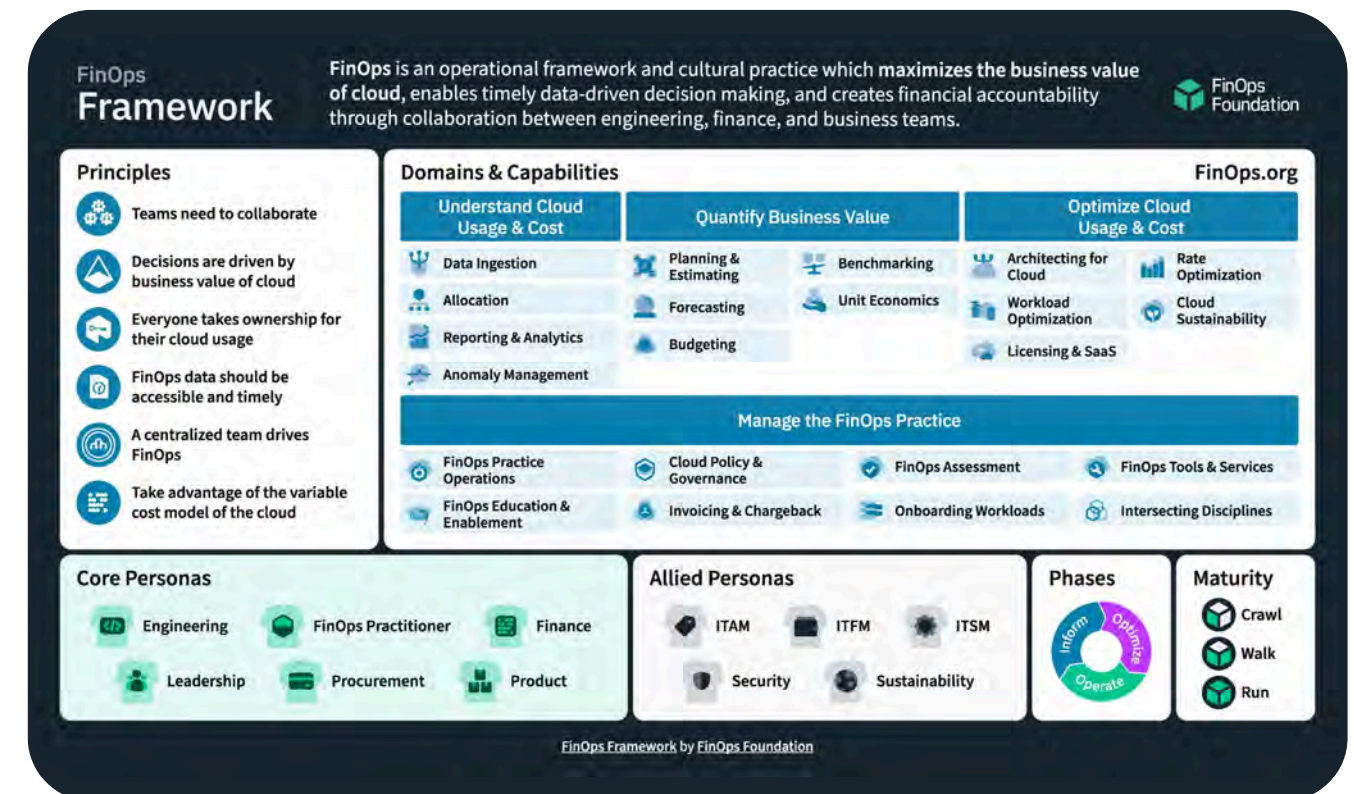 FinOps
Framework
FinOps is an operational framework and cultural practice which maximizes the business value
of cloud, enables timely data-driven decision making, and creates financial accountability
through collaboration between engineering, finance, and business teams.
FinOps
Foundation
Principles
Teams need to collaborate
Decisions are driven by
business value of cloud
Everyone takes ownership for
their cloud usage
FinOps data should be
accessible and timely
A centralized team drives
FinOps
Take advantage of the variable
cost model of the cloud
Domains & Capabilities
FinOps.org
Understand Cloud
Usage & Cost
Data Ingestion
Allocation
Reporting & Analytics
Anomaly Management
Quantify Business Value
Planning &
Estimating
Forecasting
Budgeting
Benchmarking
Unit Economics
Optimize Cloud
Usage & Cost
Architecting for
Cloud
Workload
Optimization
Licensing & SaaS
Rate
Optimization
Cloud
Sustainability
Manage the FinOps Practice
FinOps Practice
Operations
Cloud Policy &
Governance
FinOps Assessment
FinOps Tools & Services
FinOps Education &
Enablement
Invoicing & Chargeback
Onboarding Workloads
Intersecting Disciplines
Core Personas
Engineering
FinOps Practitioner
Finance
Leadership
Procurement
Product
Allied Personas
ITAM
ITFM
ITSM
Security
Sustainability
Phases
Inform
Optimize
Operate
Maturity
Crawl
Walk
Run
FinOps Framework by FinOps Foundation